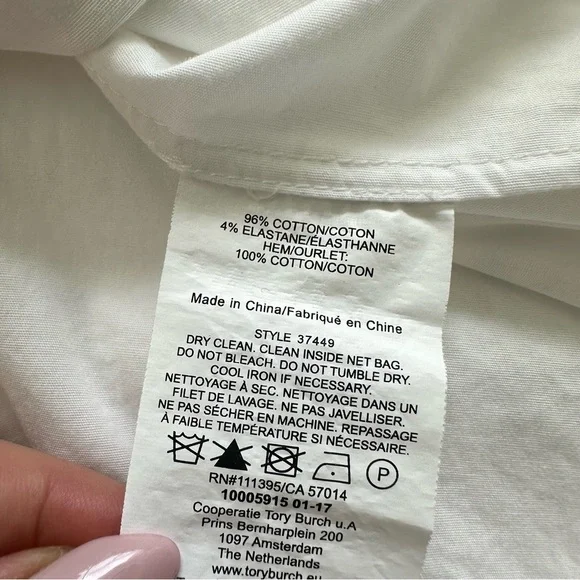 96% COTTON/COTON
4% ELASTANE/ÉLASTHANNE
HEM/OURLET:
100% COTTON/COTON
Made in China/Fabriqué en Chine
STYLE 37449
DRY CLEAN. CLEAN INSIDE NET BAG.
DO NOT BLEACH. DO NOT TUMBLE DRY.
COOL IRON IF NECESSARY.
NETTOYAGE À SEC. NETTOYAGE DANS UN
FILET DE LAVAGE. NE PAS JAVELLISER.
NE PAS SÉCHER EN MACHINE. REPASSAGE
À FAIBLE TEMPÉRATURE SI NÉCESSAIRE.
P
RN#111395/CA 57014
10005915 01-17
Cooperatie Tory Burch u.A
Prins Bernharplein 200
1097 Amsterdam
The Netherlands
www.toryburch.eu